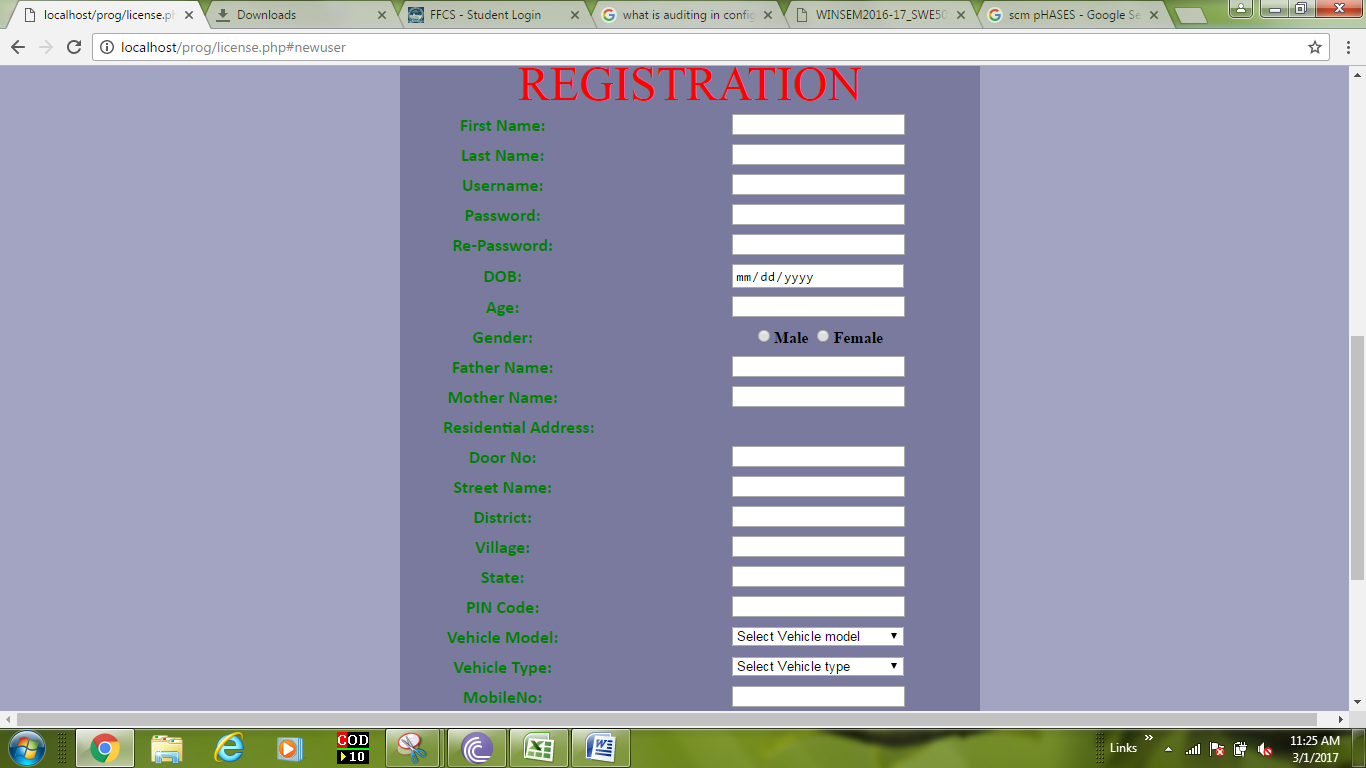 localhost/prog/license.ph
Downloads
FFCS - Student Login
what is auditing in config
WINSEM2016-17_SWE50
scm pHASES - Google Se
localhost/prog/license.php#newuser
REGISTRATION
First Name:
Last Name:
Username:
Password:
Re-Password:
DOB: mm/dd/yyyy
Age:
Gender: Male Female
Father Name:
Mother Name:
Residential Address:
Door No:
Street Name:
District:
Village:
State:
PIN Code:
Vehicle Model: Select Vehicle model
Vehicle Type: Select Vehicle type
MobileNo:
COD
10
Links
11:25 AM
3/1/2017